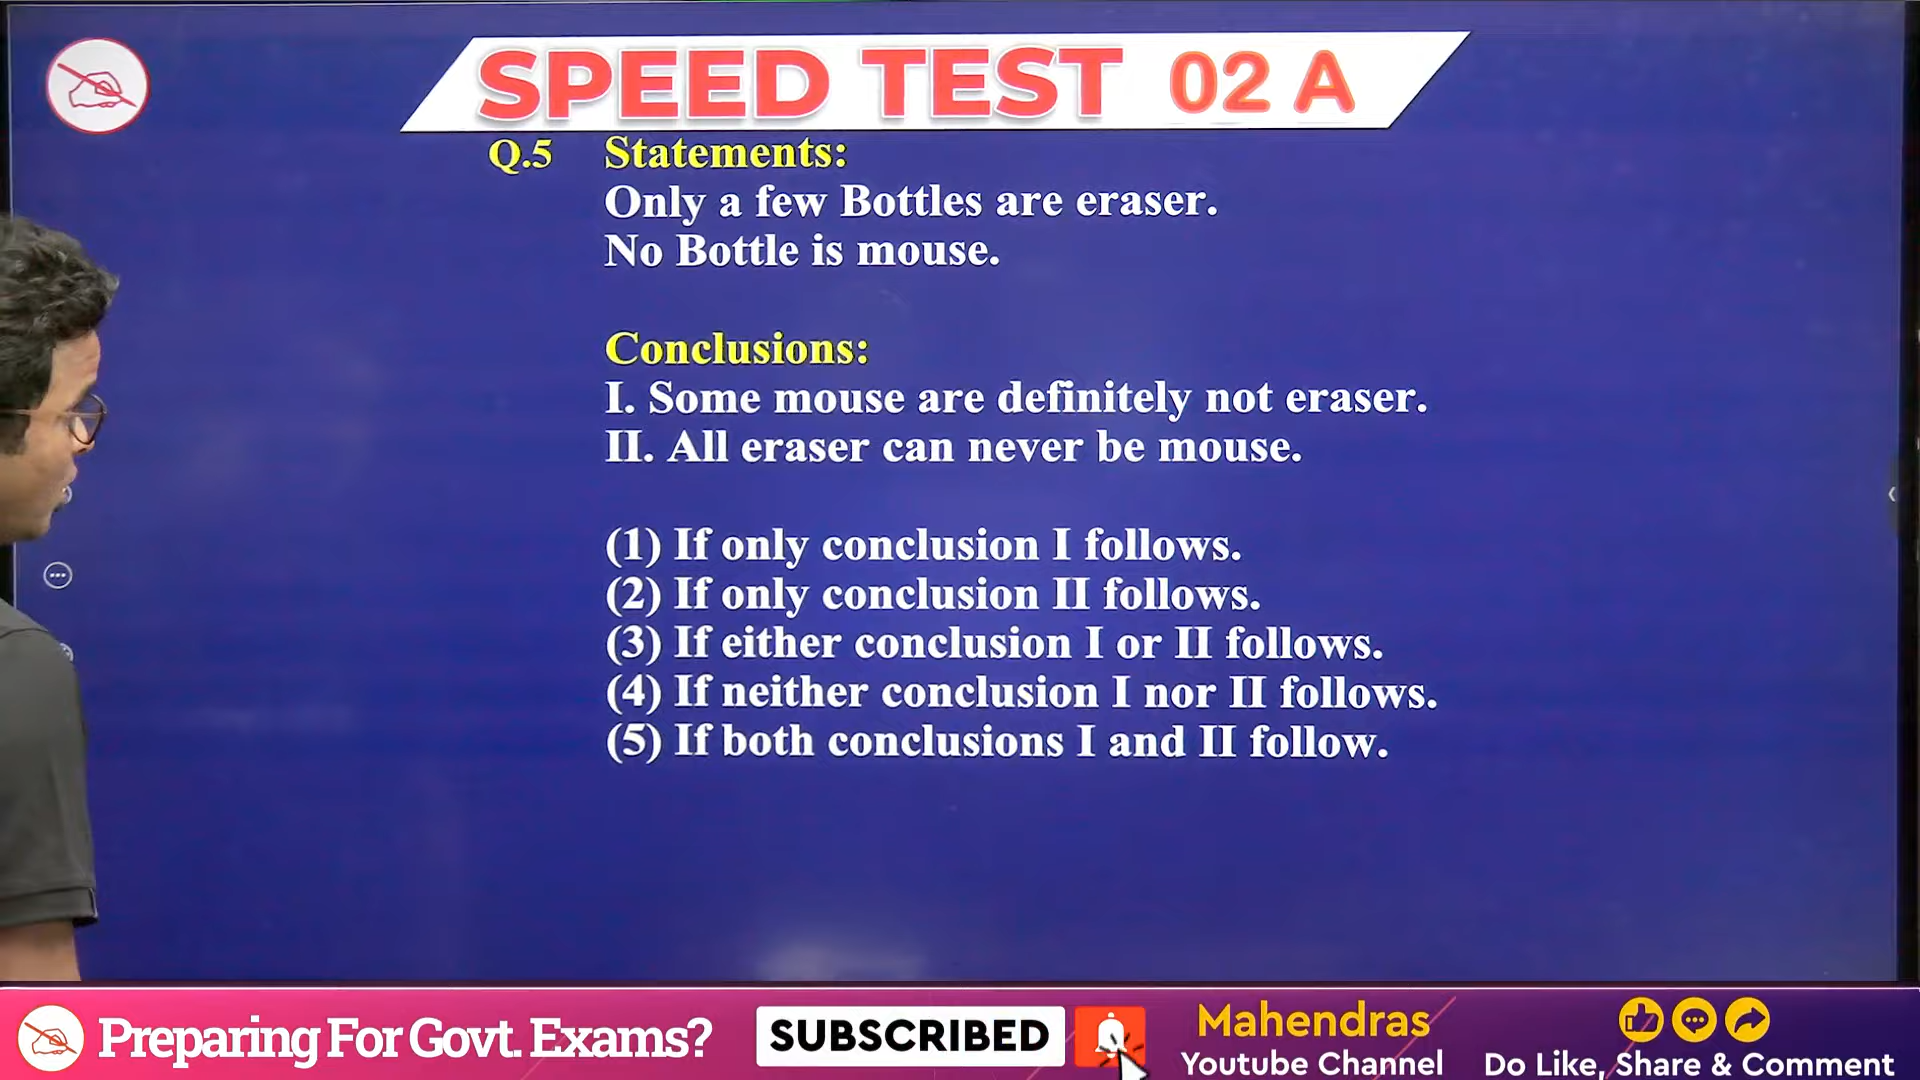 SPEED TEST 02 A
Q.5 Statements:
Only a few Bottles are eraser.
No Bottle is mouse.
Conclusions:
I. Some mouse are definitely not eraser.
II. All eraser can never be mouse.
(1) If only conclusion I follows.
(2) If only conclusion II follows.
(3) If either conclusion I or II follows.
(4) If neither conclusion I nor II follows.
(5) If both conclusions I and II follow.
Preparing For Govt. Exams?
SUBSCRIBED
Mahendras
Youtube Channel
Do Like, Share & Comment